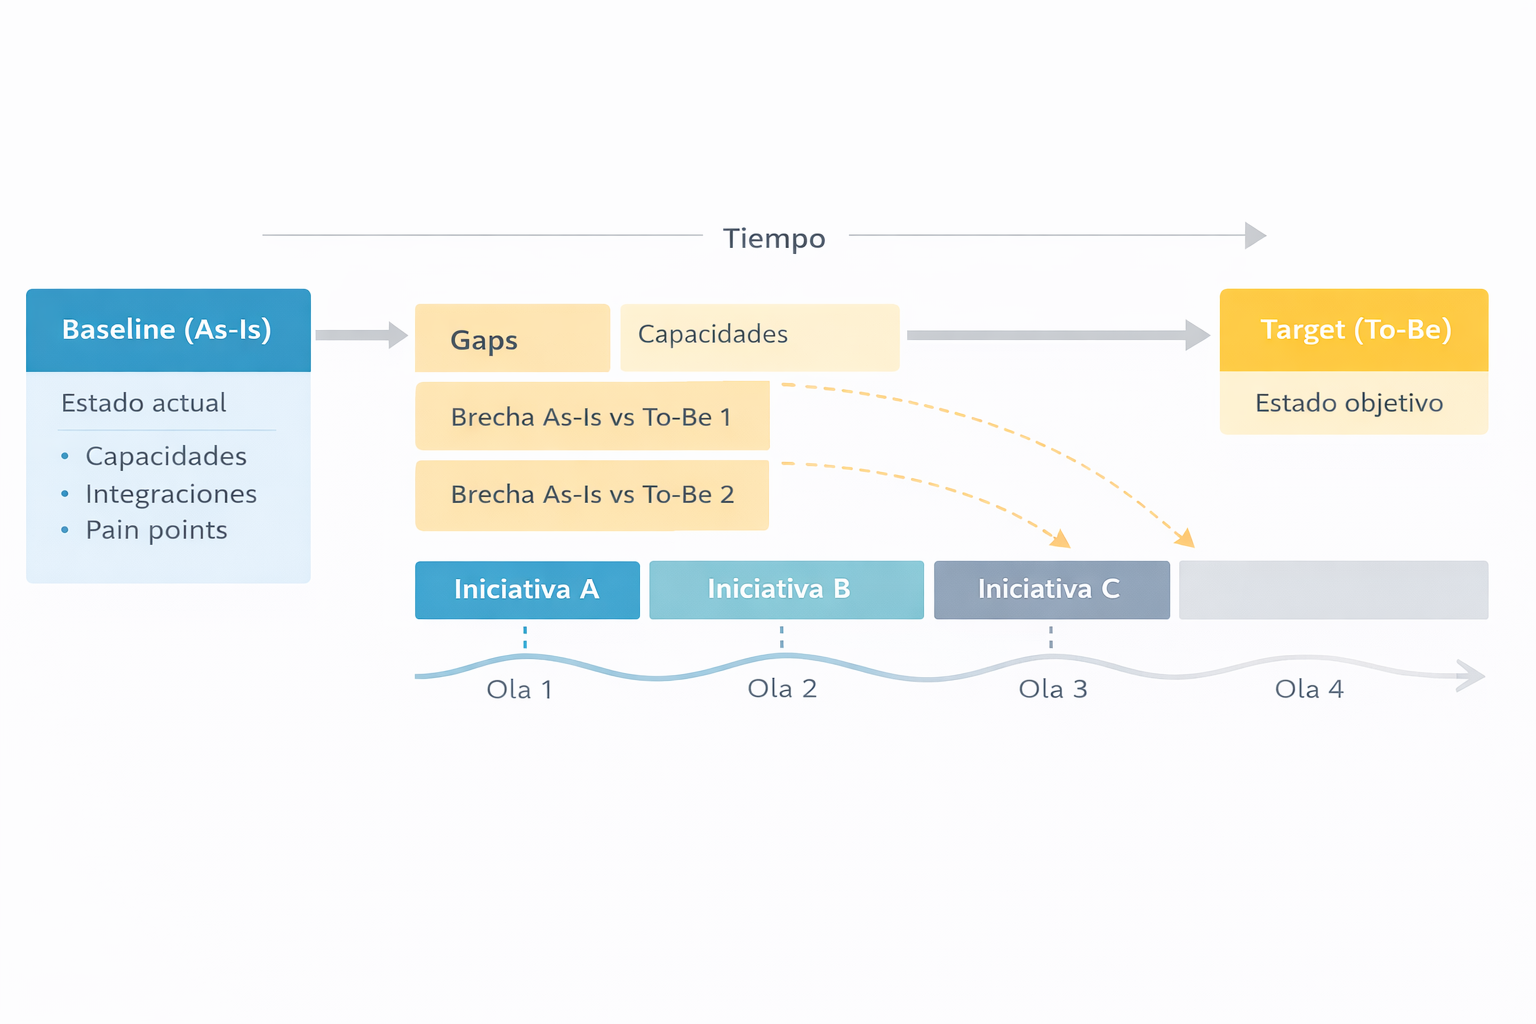 Tiempo
Baseline (As-Is)
Estado actual
• Capacidades
• Integraciones
• Pain points
Gaps
Capacidades
Brecha As-Is vs To-Be 1
Brecha As-Is vs To-Be 2
Target (To-Be)
Estado objetivo
Iniciativa A
Iniciativa B
Iniciativa C
Ola 1
Ola 2
Ola 3
Ola 4